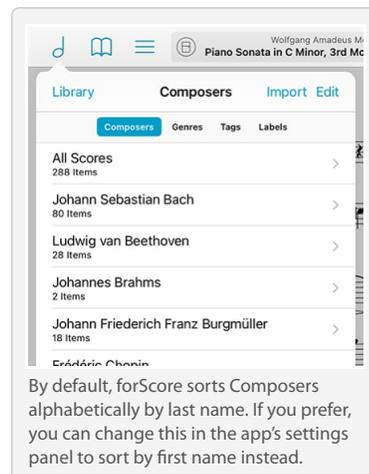 Wolfgang Amadeus M
Piano Sonata in C Minor, 3rd Mo
Library Composers Import Edit
Composers Genres Tags Labels
All Scores
288 Items
Johann Sebastian Bach
80 Items
Ludwig van Beethoven
28 Items
Johannes Brahms
2 Items
Johann Friederich Franz Burgmüller
18 Items
Frédéric Chopin
By default, forScore sorts Composers
alphabetically by last name. If you prefer,
you can change this in the app’s settings
panel to sort by first name instead.